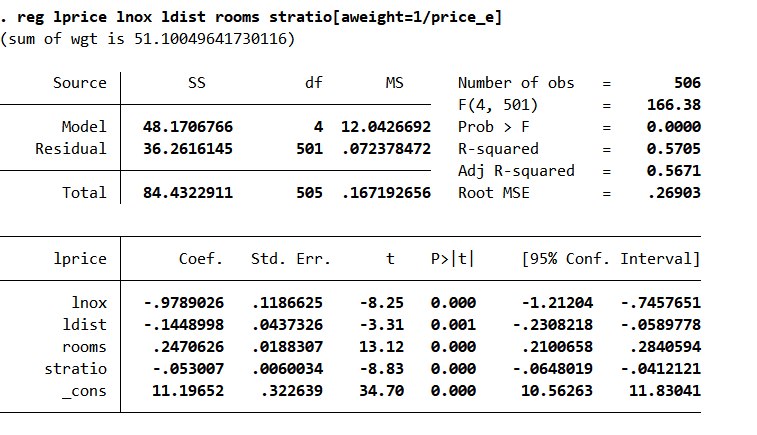 . reg lprice lnox ldist rooms stratio[aweight=1/price_e]
(sum of wgt is 51.10049641730116)
Source SS df MS Number of obs = 506
F(4, 501) = 166.38
Model 48.1706766 4 12.0426692 Prob > F = 0.0000
Residual 36.2616145 501 .072378472 R-squared = 0.5705
Adj R-squared = 0.5671
Total 84.4322911 505 .167192656 Root MSE = .26903
lprice Coef. Std. Err. t P>|t| [95% Conf. Interval]
lnox -.9789026 .1186625 -8.25 0.000 -1.21204 -.7457651
ldist -.1448998 .0437326 -3.31 0.001 -.2308218 -.0589778
rooms .2470626 .0188307 13.12 0.000 .2100658 .2840594
stratio -.053007 .0060034 -8.83 0.000 -.0648019 -.0412121
_cons 11.19652 .322639 34.70 0.000 10.56263 11.83041